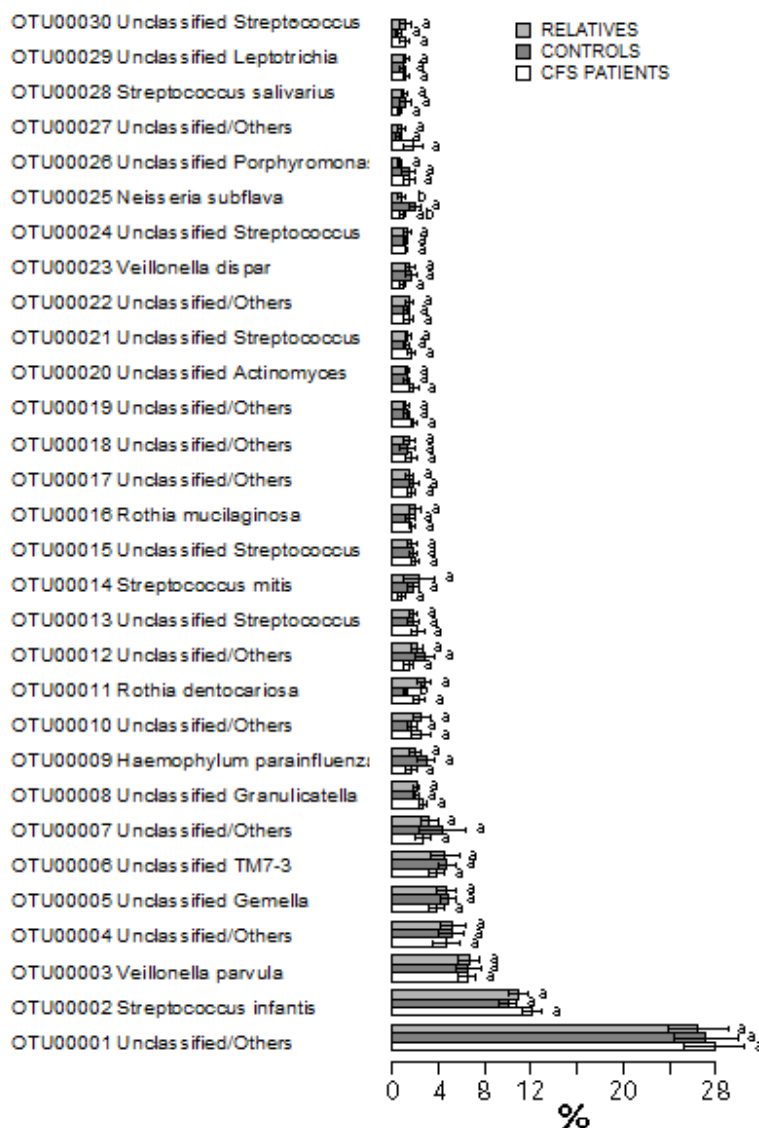 OTU00030 Unclassified Streptococcus a a a
RELATIVES
CONTROLS
CFS PATIENTS
OTU00029 Unclassified Leptotrichia a a a
OTU00028 Streptococcus salivarius a a a
OTU00027 Unclassified/Others a a a
OTU00026 Unclassified Porphyromonas a a a
OTU00025 Neisseria subflava b a ab
OTU00024 Unclassified Streptococcus a a a
OTU00023 Veillonella dispar a a a
OTU00022 Unclassified/Others a a a
OTU00021 Unclassified Streptococcus a a a
OTU00020 Unclassified Actinomyces a a a
OTU00019 Unclassified/Others a a a
OTU00018 Unclassified/Others a a a
OTU00017 Unclassified/Others a a a
OTU00016 Rothia mucilaginosa a a a
OTU00015 Unclassified Streptococcus a a a
OTU00014 Streptococcus mitis a a a
OTU00013 Unclassified Streptococcus a a a
OTU00012 Unclassified/Others a a a
OTU00011 Rothia dentocariosa a b a
OTU00010 Unclassified/Others a a a
OTU00009 Haemophylum parainfluenza a a a
OTU00008 Unclassified Granulicatella a a a
OTU00007 Unclassified/Others a a a
OTU00006 Unclassified TM7-3 a a a
OTU00005 Unclassified Gemella a a a
OTU00004 Unclassified/Others a a a
OTU00003 Veillonella parvula a a a
OTU00002 Streptococcus infantis a a a
OTU00001 Unclassified/Others a a a
0 4 8 12 20 28
%